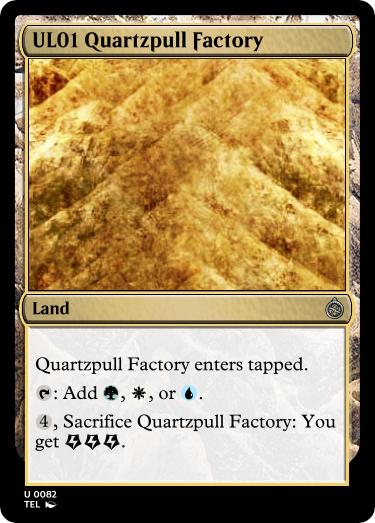 UL01 Quartzpull Factory
Land
Quartzpull Factory enters tapped.
: Add , , or .
4, Sacrifice Quartzpull Factory: You
get .
U 0082
TEL